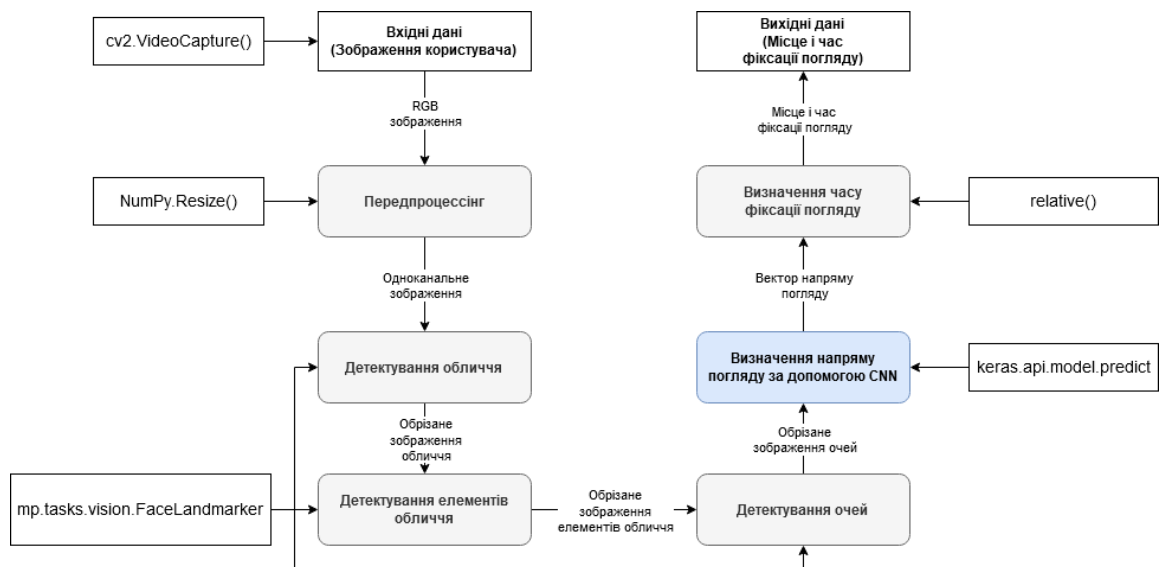 cv2.VideoCapture()
Вхідні дані
(Зображення користувача)
RGB
зображення
NumPy.Resize()
Передпроцессінг
Одноканальне
зображення
Детектування обличчя
Обрізане
зображення
обличчя
mp.tasks.vision.FaceLandmarker
Детектування елементів
обличчя
Обрізане
зображення
елементів обличчя
Детектування очей
Обрізане
зображення очей
Визначення напряму
погляду за допомогою CNN
keras.api.model.predict
Вектор напряму
погляду
Визначення часу
фіксації погляду
relative()
Місце і час
фіксації погляду
Вихідні дані
(Місце і час
фіксації погляду)